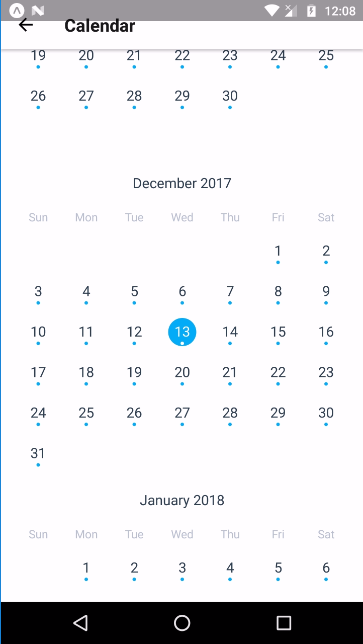 12:08
Calendar
19 20 21 22 23 24 25
26 27 28 29 30
December 2017
Sun Mon Tue Wed Thu Fri Sat
1 2
3 4 5 6 7 8 9
10 11 12 13 14 15 16
17 18 19 20 21 22 23
24 25 26 27 28 29 30
31
January 2018
Sun Mon Tue Wed Thu Fri Sat
1 2 3 4 5 6